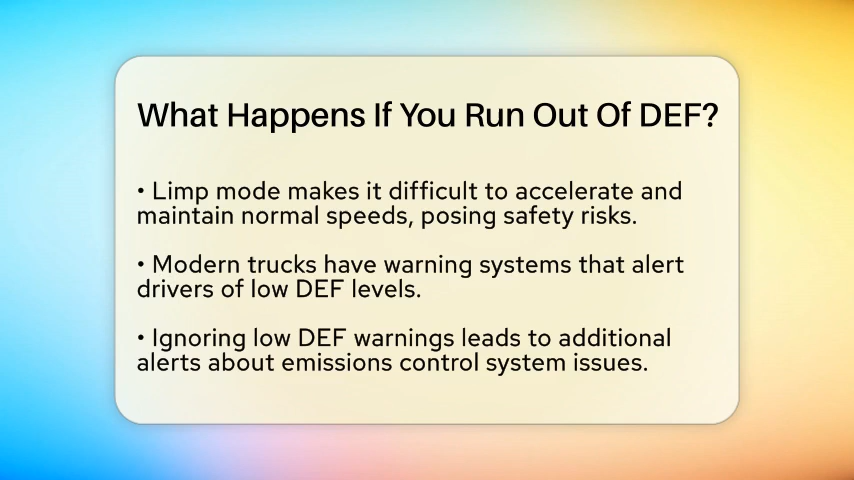 What Happens If You Run Out Of DEF?
• Limp mode makes it difficult to accelerate and
maintain normal speeds, posing safety risks.
• Modern trucks have warning systems that alert
drivers of low DEF levels.
• Ignoring low DEF warnings leads to additional
alerts about emissions control system issues.